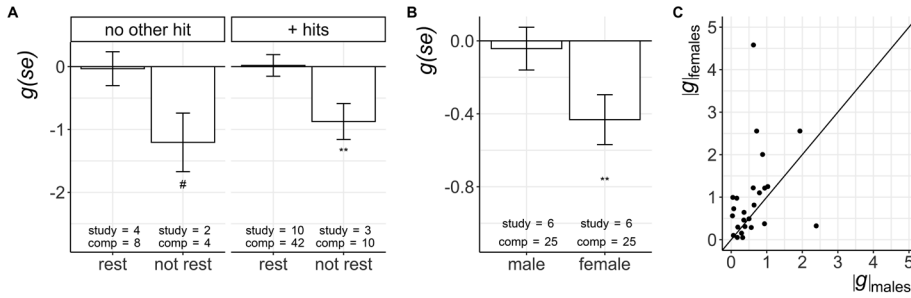 A
no other hit
+ hits
g(se)
0
-1
-2
#
**
study = 4
comp = 8
study = 2
comp = 4
study = 10
comp = 42
study = 3
comp = 10
rest
not rest
rest
not rest
B
g(se)
0.0
-0.4
-0.8
**
study = 6
comp = 25
study = 6
comp = 25
male
female
C
|g|females
5
4
3
2
1
0
0 1 2 3 4 5
|g|males